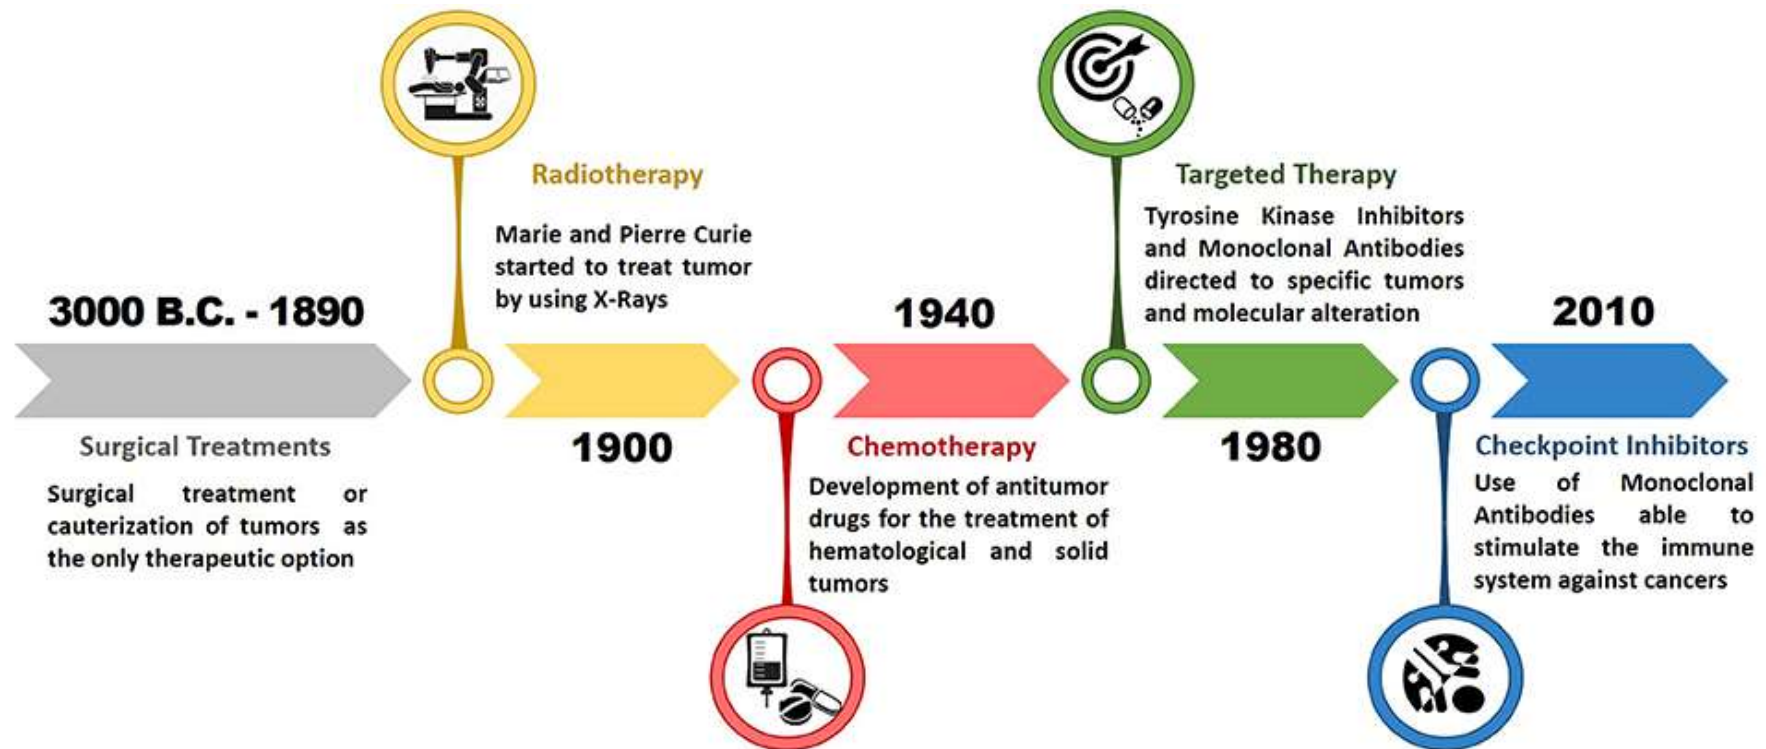 3000 B.C. - 1890
Surgical Treatments
Surgical treatment or
cauterization of tumors as
the only therapeutic option
Radiotherapy
Marie and Pierre Curie
started to treat tumor
by using X-Rays
1900
1940
Chemotherapy
Development of antitumor
drugs for the treatment of
hematological and solid
tumors
Targeted Therapy
Tyrosine Kinase Inhibitors
and Monoclonal Antibodies
directed to specific tumors
and molecular alteration
1980
2010
Checkpoint Inhibitors
Use of Monoclonal
Antibodies able to
stimulate the immune
system against cancers